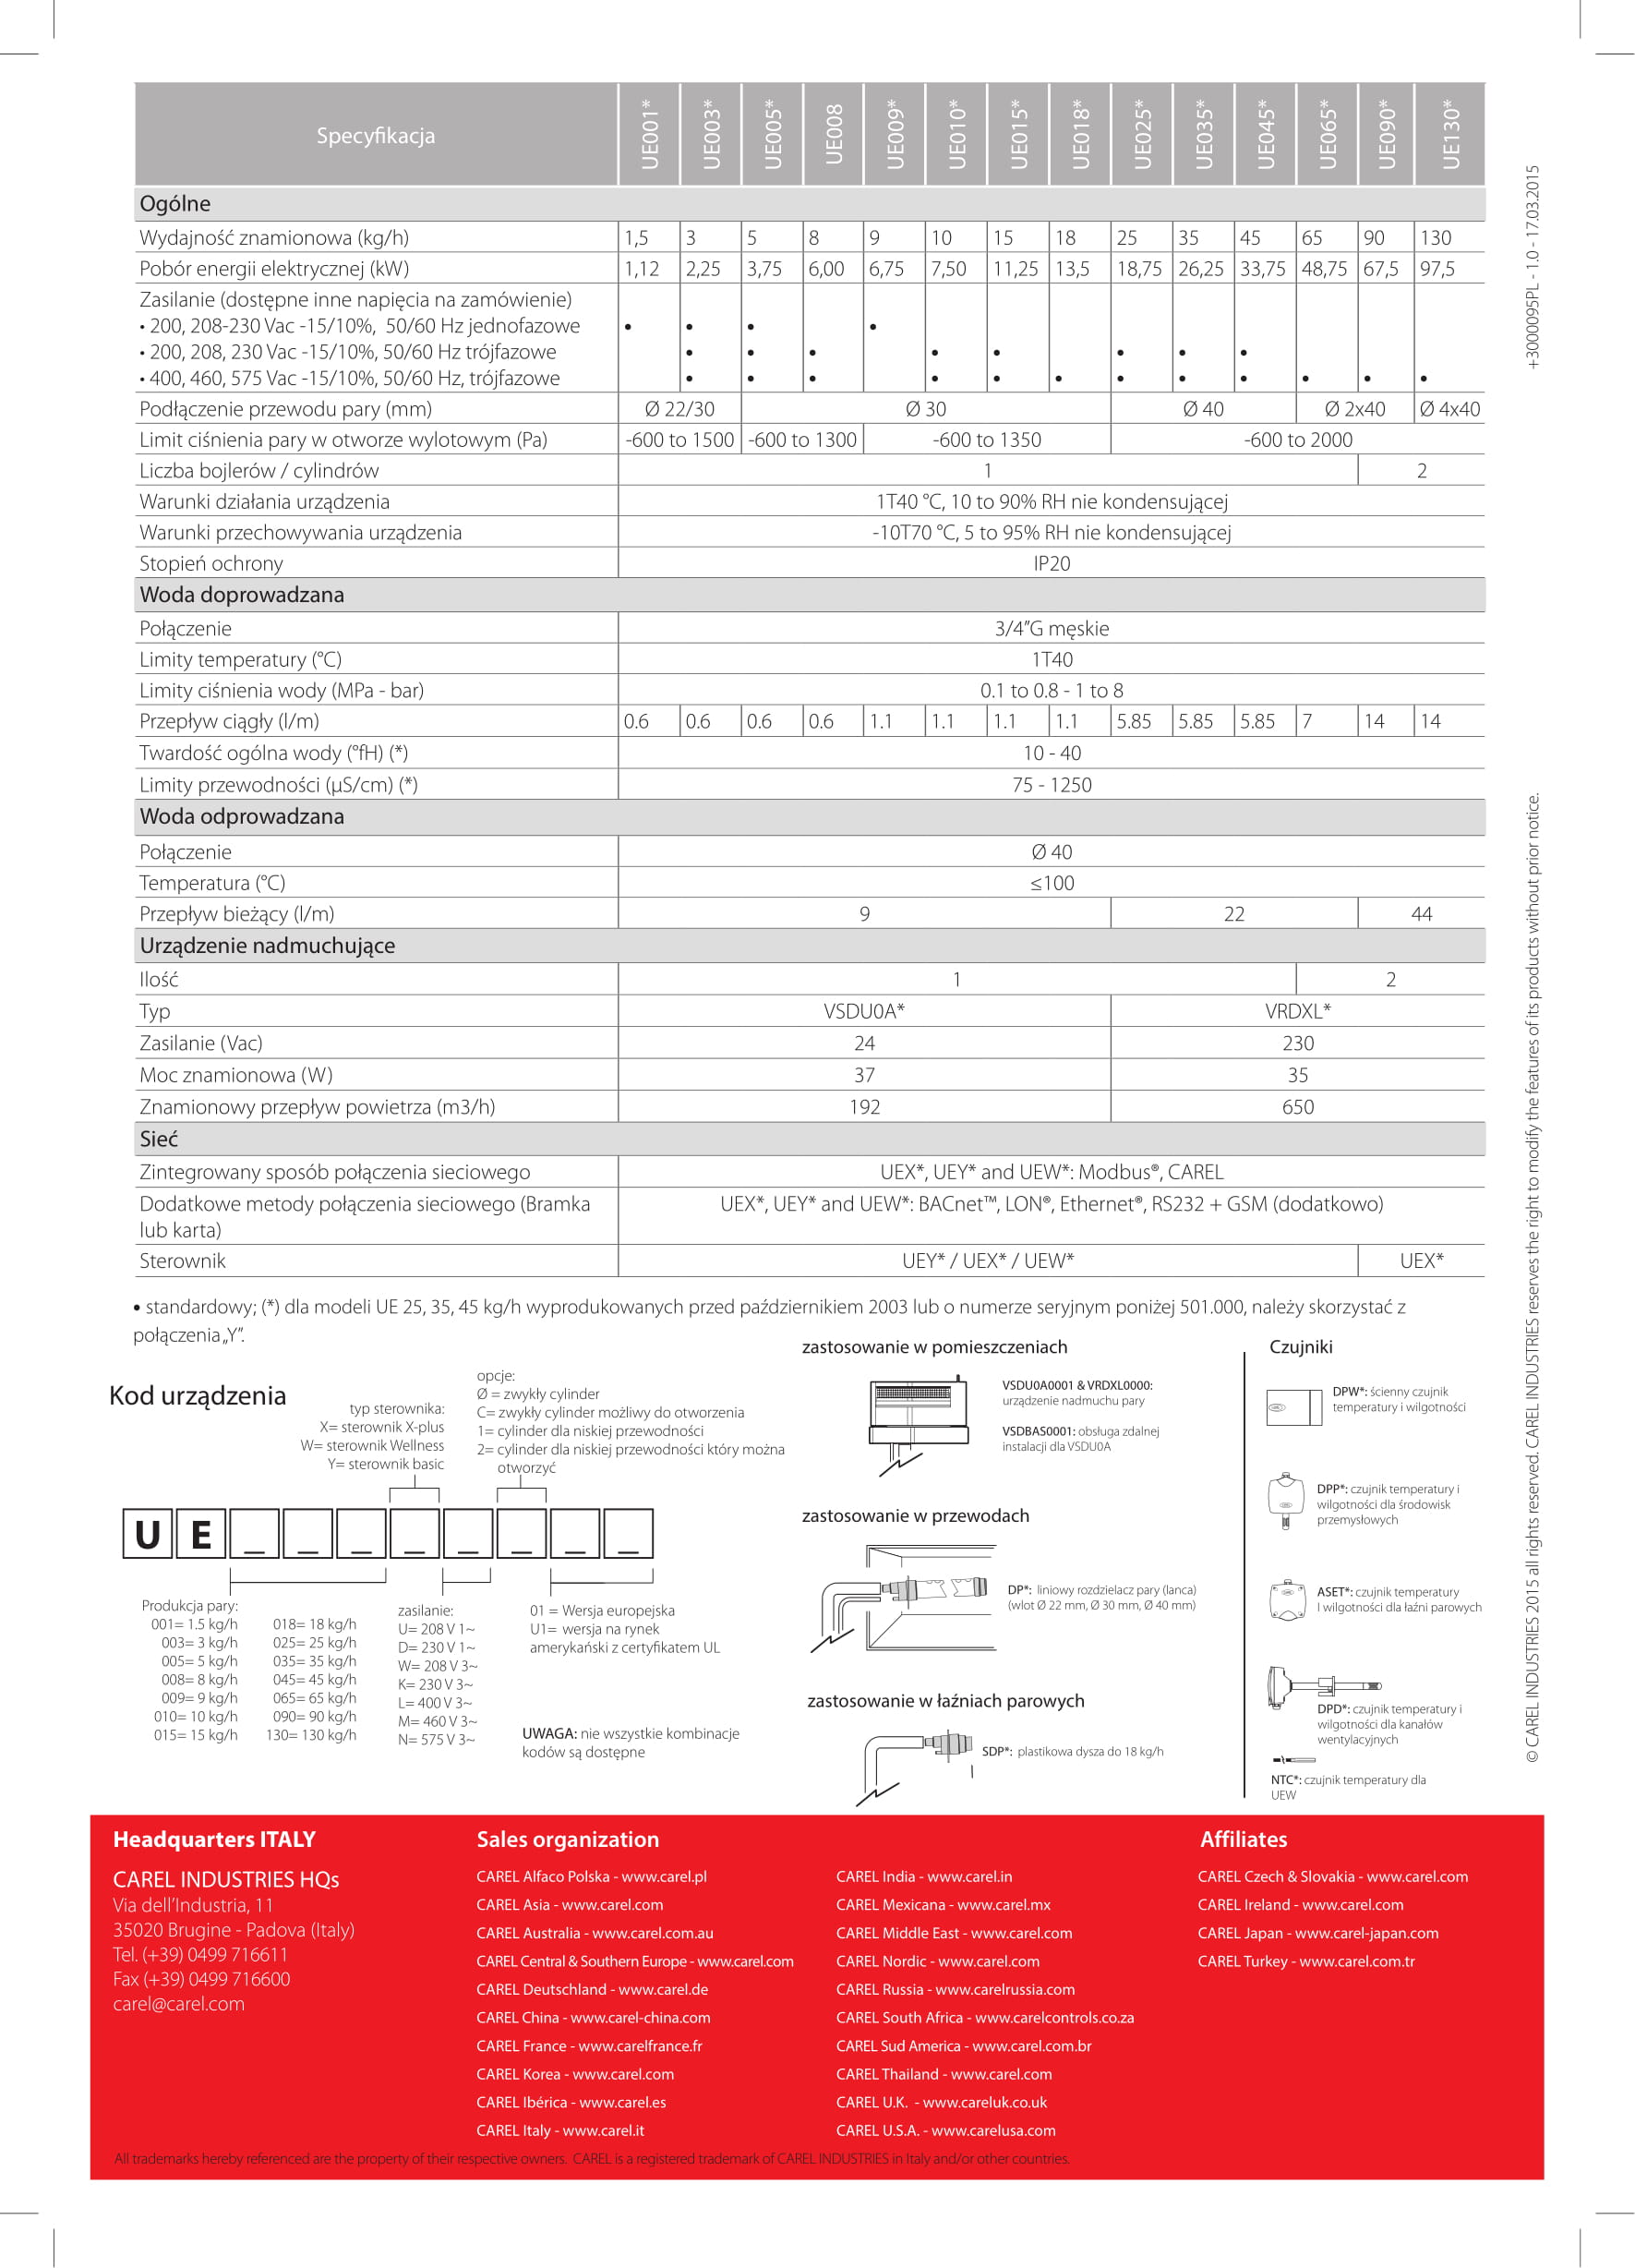 Specyfikacja UE001* UE003* UE005* UE008 UE009* UE010* UE015* UE018* UE025* UE035* UE045* UE065* UE090* UE130*
Ogólne
Wydajność znamionowa (kg/h) 1,5 3 5 8 9 10 15 18 25 35 45 65 90 130
Pobór energii elektrycznej (kW) 1,12 2,25 3,75 6,00 6,75 7,50 11,25 13,5 18,75 26,25 33,75 48,75 67,5 97,5
Zasilanie (dostępne inne napięcia na zamówienie)
• 200, 208-230 Vac -15/10%, 50/60 Hz jednofazowe • • • •
• 200, 208, 230 Vac -15/10%, 50/60 Hz trójfazowe • • • • • • • •
• 400, 460, 575 Vac -15/10%, 50/60 Hz, trójfazowe • • • • • • • • • • • •
Podłączenie przewodu pary (mm) Ø 22/30 Ø 30 Ø 40 Ø 2x40 Ø 4x40
Limit ciśnienia pary w otworze wylotowym (Pa) -600 to 1500 -600 to 1300 -600 to 1350 -600 to 2000
Liczba bojlerów / cylindrów 1 2
Warunki działania urządzenia 1T40 °C, 10 to 90% RH nie kondensującej
Warunki przechowywania urządzenia -10T70 °C, 5 to 95% RH nie kondensującej
Stopień ochrony IP20
Woda doprowadzana
Połączenie 3/4”G męskie
Limity temperatury (°C) 1T40
Limity ciśnienia wody (MPa - bar) 0.1 to 0.8 - 1 to 8
Przepływ ciągły (l/m) 0.6 0.6 0.6 0.6 1.1 1.1 1.1 1.1 5.85 5.85 5.85 7 14 14
Twardość ogólna wody (°fH) (*) 10 - 40
Limity przewodności (µS/cm) (*) 75 - 1250
Woda odprowadzana
Połączenie Ø 40
Temperatura (°C) ≤100
Przepływ bieżący (l/m) 9 22 44
Urządzenie nadmuchujące
Ilość 1 2
Typ VSDU0A* VRDXL*
Zasilanie (Vac) 24 230
Moc znamionowa (W) 37 35
Znamionowy przepływ powietrza (m3/h) 192 650
Sieć
Zintegrowany sposób połączenia sieciowego UEX*, UEY* and UEW*: Modbus®, CAREL
Dodatkowe metody połączenia sieciowego (Bramka UEX*, UEY* and UEW*: BACnet™, LON®, Ethernet®, RS232 + GSM (dodatkowo)
lub karta)
Sterownik UEY* / UEX* / UEW* UEX*
• standardowy; (*) dla modeli UE 25, 35, 45 kg/h wyprodukowanych przed październikiem 2003 lub o numerze seryjnym poniżej 501.000, należy skorzystać z
połączenia „Y”.
Kod urządzenia
typ sterownika:
X= sterownik X-plus
W= sterownik Wellness
Y= sterownik basic
opcje:
Ø = zwykły cylinder
C= zwykły cylinder możliwy do otworzenia
1= cylinder dla niskiej przewodności
2= cylinder dla niskiej przewodności który można
otworzyć
U E _ _ _ _ _ _ _ _
Produkcja pary:
001= 1.5 kg/h 018= 18 kg/h
003= 3 kg/h 025= 25 kg/h
005= 5 kg/h 035= 35 kg/h
008= 8 kg/h 045= 45 kg/h
009= 9 kg/h 065= 65 kg/h
010= 10 kg/h 090= 90 kg/h
015= 15 kg/h 130= 130 kg/h
zasilanie:
U= 208 V 1~
D= 230 V 1~
W= 208 V 3~
K= 230 V 3~
L= 400 V 3~
M= 460 V 3~
N= 575 V 3~
01 = Wersja europejska
U1= wersja na rynek
amerykański z certyfikatem UL
UWAGA: nie wszystkie kombinacje
kodów są dostępne
zastosowanie w pomieszczeniach
VSDU0A0001 & VRDXL0000:
urządzenie nadmuchu pary
VSDBAS0001: obsługa zdalnej
instalacji dla VSDU0A
zastosowanie w przewodach
DP*: liniowy rozdzielacz pary (lanca)
(wlot Ø 22 mm, Ø 30 mm, Ø 40 mm)
zastosowanie w łaźniach parowych
SDP*: plastikowa dysza do 18 kg/h
Czujniki
DPW*: ścienny czujnik
temperatury i wilgotności
DPP*: czujnik temperatury i
wilgotności dla środowisk
przemysłowych
ASET*: czujnik temperatury
I wilgotności dla łaźni parowych
DPD*: czujnik temperatury i
wilgotności dla kanałów
wentylacyjnych
NTC*: czujnik temperatury dla
UEW
+3000095PL - 1.0 - 17.03.2015
© CAREL INDUSTRIES 2015 all rights reserved. CAREL INDUSTRIES reserves the right to modify the features of its products without prior notice.
Headquarters ITALY
CAREL INDUSTRIES HQs
Via dell’Industria, 11
35020 Brugine - Padova (Italy)
Tel. (+39) 0499 716611
Fax (+39) 0499 716600
carel@carel.com
Sales organization
CAREL Alfaco Polska - www.carel.pl
CAREL Asia - www.carel.com
CAREL Australia - www.carel.com.au
CAREL Central & Southern Europe - www.carel.com
CAREL Deutschland - www.carel.de
CAREL China - www.carel-china.com
CAREL France - www.carelfrance.fr
CAREL Korea - www.carel.com
CAREL Ibérica - www.carel.es
CAREL Italy - www.carel.it
CAREL India - www.carel.in
CAREL Mexicana - www.carel.mx
CAREL Middle East - www.carel.com
CAREL Nordic - www.carel.com
CAREL Russia - www.carelrussia.com
CAREL South Africa - www.carelcontrols.co.za
CAREL Sud America - www.carel.com.br
CAREL Thailand - www.carel.com
CAREL U.K. - www.careluk.co.uk
CAREL U.S.A. - www.carelusa.com
Affiliates
CAREL Czech & Slovakia - www.carel.com
CAREL Ireland - www.carel.com
CAREL Japan - www.carel-japan.com
CAREL Turkey - www.carel.com.tr
All trademarks hereby referenced are the property of their respective owners. CAREL is a registered trademark of CAREL INDUSTRIES in Italy and/or other countries.